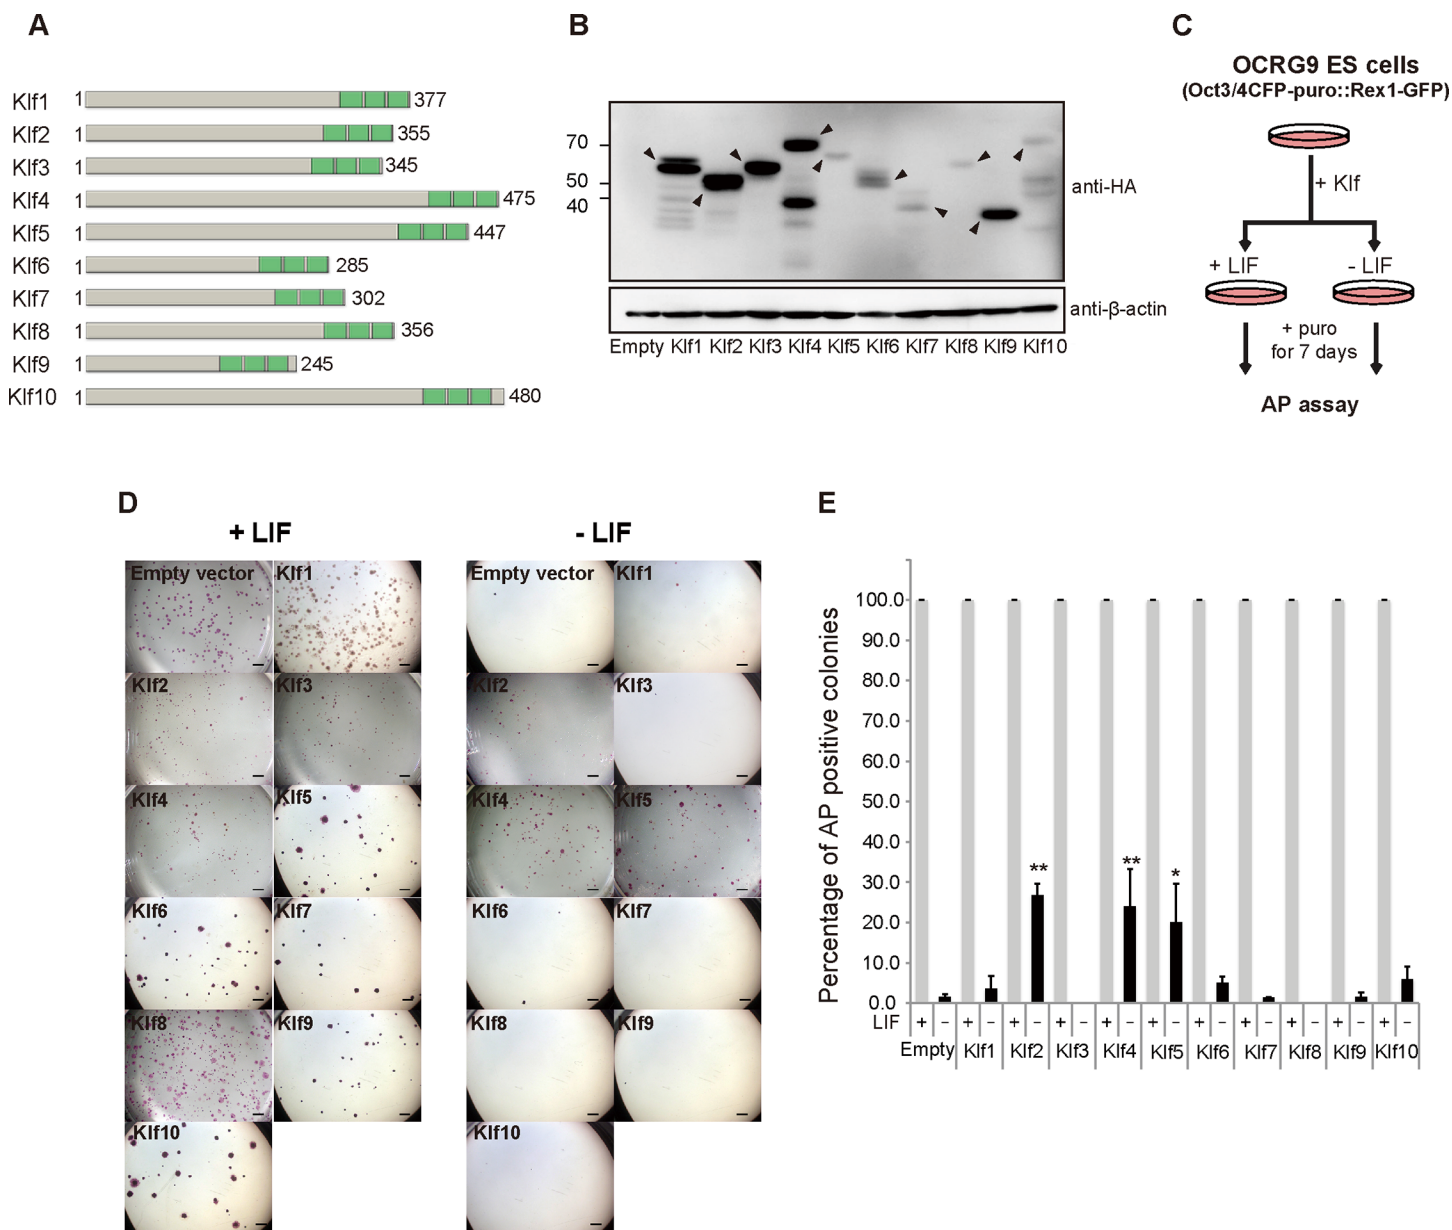 A
Klf1 1 377
Klf2 1 355
Klf3 1 345
Klf4 1 475
Klf5 1 447
Klf6 1 285
Klf7 1 302
Klf8 1 356
Klf9 1 245
Klf10 1 480
B
70
50
40
anti-HA
anti-β-actin
Empty Klf1 Klf2 Klf3 Klf4 Klf5 Klf6 Klf7 Klf8 Klf9 Klf10
C
OCRG9 ES cells
(Oct3/4CFP-puro::Rex1-GFP)
+ Klf
+ LIF - LIF
+ puro
for 7 days
AP assay
D
+ LIF
Empty vector Klf1
Klf2 Klf3
Klf4 Klf5
Klf6 Klf7
Klf8 Klf9
Klf10
- LIF
Empty vector Klf1
Klf2 Klf3
Klf4 Klf5
Klf6 Klf7
Klf8 Klf9
Klf10
E
Percentage of AP positive colonies
100.0
90.0
80.0
70.0
60.0
50.0
40.0
30.0
20.0
10.0
0.0
** ** *
LIF + − + − + − + − + − + − + − + − + − + − + −
Empty Klf1 Klf2 Klf3 Klf4 Klf5 Klf6 Klf7 Klf8 Klf9 Klf10